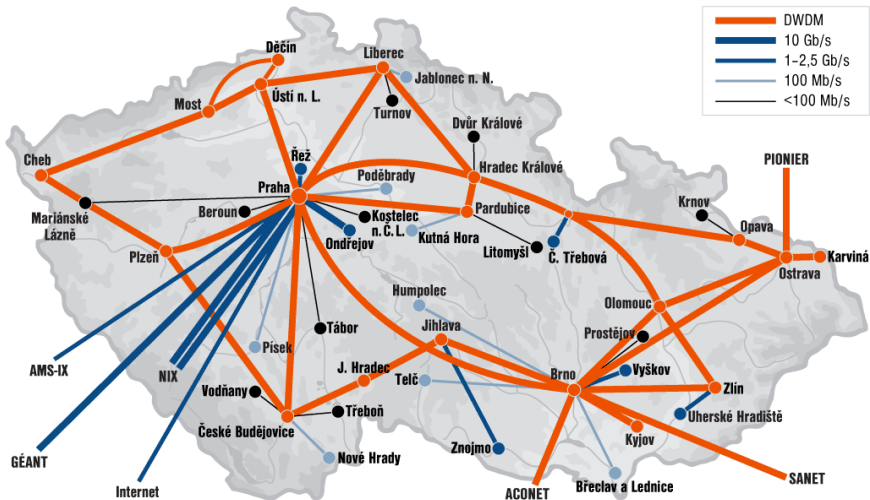 DWDM
10 Gb/s
1–2,5 Gb/s
100 Mb/s
<100 Mb/s
Děčín
Liberec
Jablonec n. N.
Ústí n. L.
Most
Turnov
Dvůr Králové
Cheb
Řež
Poděbrady
Hradec Králové
PIONIER
Praha
Mariánské
Lázně
Beroun
Kostelec
n. Č. L.
Pardubice
Krnov
Opava
Plzeň
Ondřejov
Kutná Hora
Litomyšl
Č. Třebová
Ostrava
Karviná
Humpolec
Olomouc
Jihlava
Prostějov
Tábor
Písek
AMS-IX
NIX
J. Hradec
Telč
Brno
Vyškov
Zlín
Vodňany
Třeboň
Uherské Hradiště
České Budějovice
Kyjov
Nové Hrady
Znojmo
GÉANT
Internet
ACONET
Břeclav a Lednice
SANET